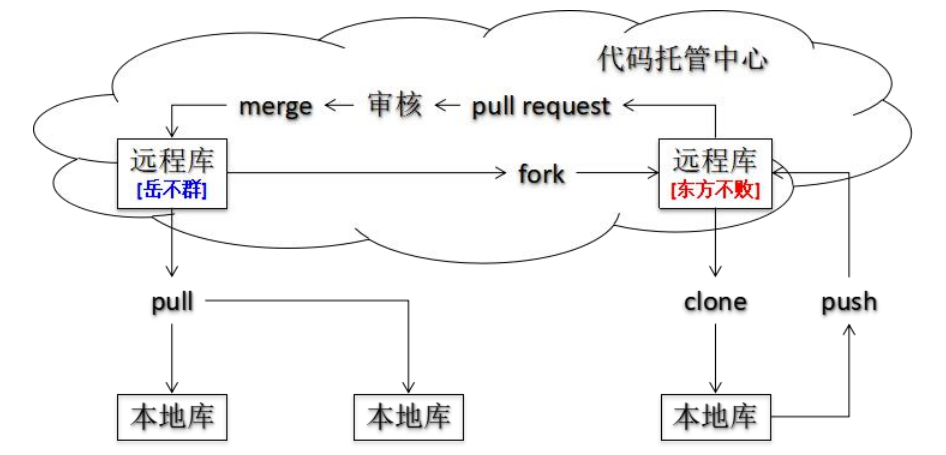 代码托管中心
merge
审核
pull request
远程库
[岳不群]
fork
远程库
[东方不败]
pull
clone
push
本地库
本地库
本地库